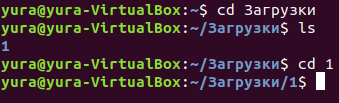 yura@yura-VirtualBox:~$ cd Загрузки
yura@yura-VirtualBox:~/Загрузки$ ls
1
yura@yura-VirtualBox:~/Загрузки$ cd 1
yura@yura-VirtualBox:~/Загрузки/1$